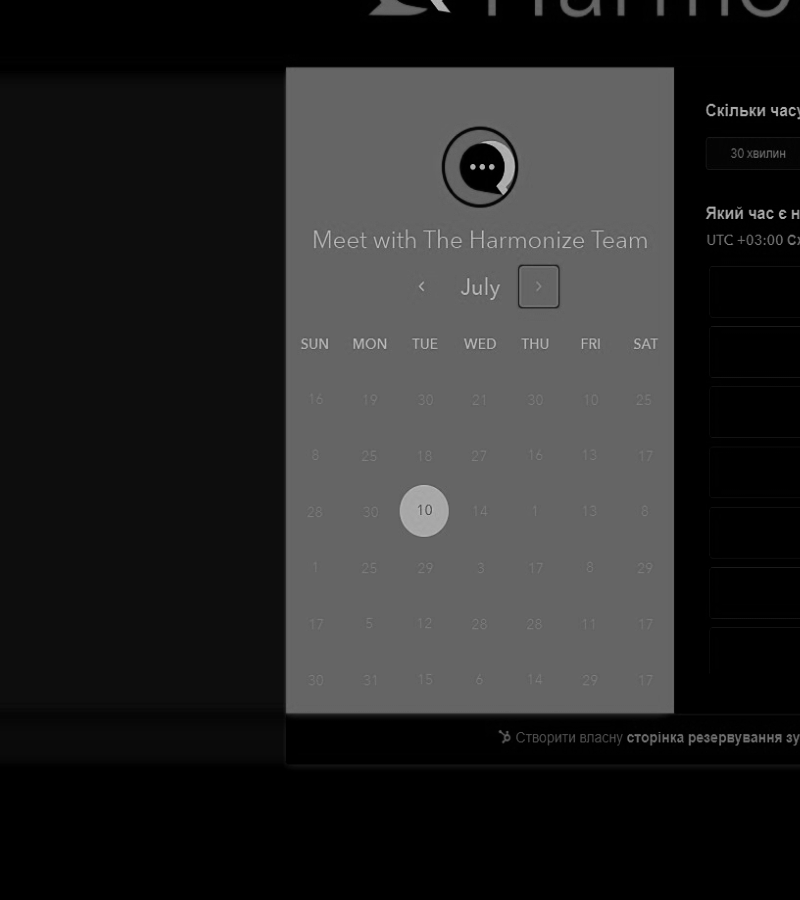 Harmo
Meet with The Harmonize Team
July
SUN MON TUE WED THU FRI SAT
16 19 30 21 30 10 25
8 25 18 27 16 13 17
28 30 10 14 1 13 8
1 25 29 3 17 8 29
17 5 12 28 28 11 17
30 31 15 6 14 29 17
Скільки часу
30 хвилин
Який час є н
UTC +03:00 Сх
Створити власну сторінка резервування зу